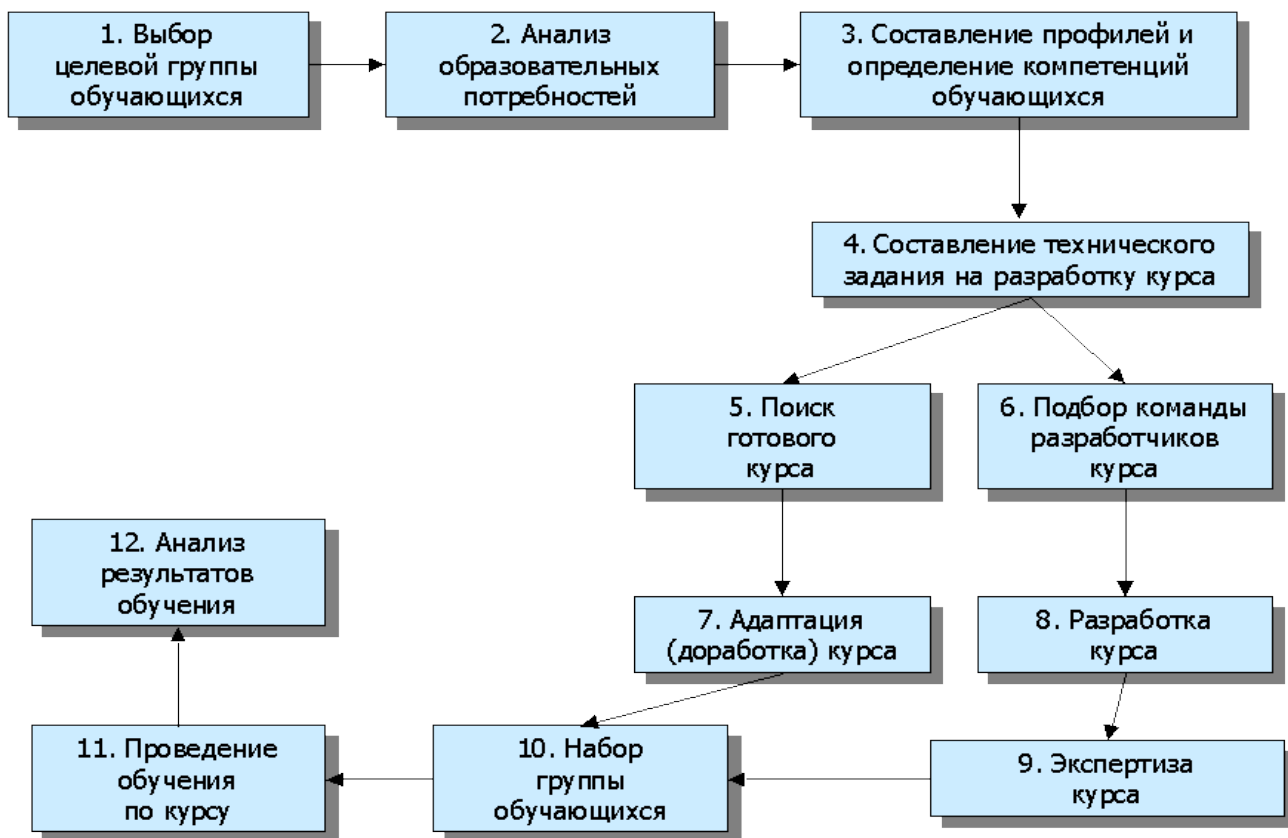 1. Выбор
целевой группы
обучающихся
2. Анализ
образовательных
потребностей
3. Составление профилей и
определение компетенций
обучающихся
4. Составление технического
задания на разработку курса
5. Поиск
готового
курса
6. Подбор команды
разработчиков
курса
7. Адаптация
(доработка) курса
8. Разработка
курса
9. Экспертиза
курса
10. Набор
группы
обучающихся
11. Проведение
обучения
по курсу
12. Анализ
результатов
обучения